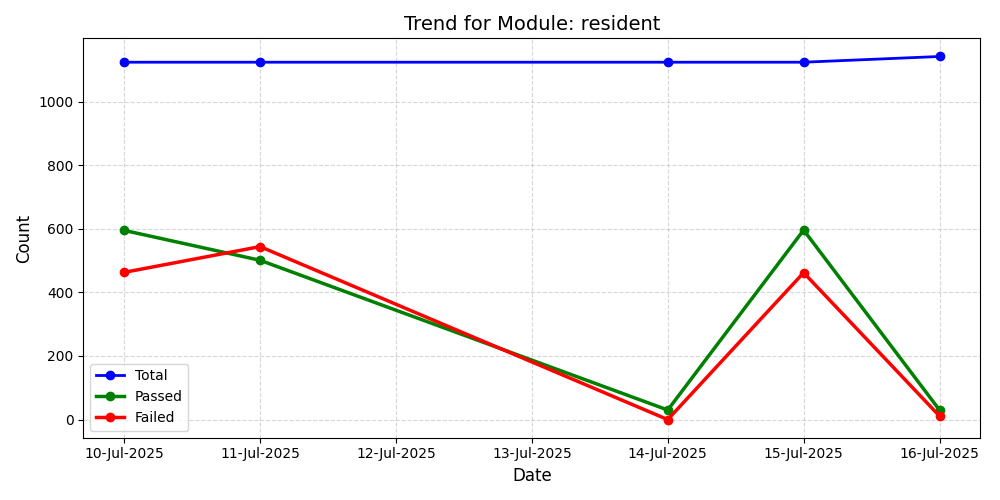 Trend for Module: resident
Count
1000
800
600
400
200
0
Total
Passed
Failed
10-Jul-2025 11-Jul-2025 12-Jul-2025 13-Jul-2025 14-Jul-2025 15-Jul-2025 16-Jul-2025
Date